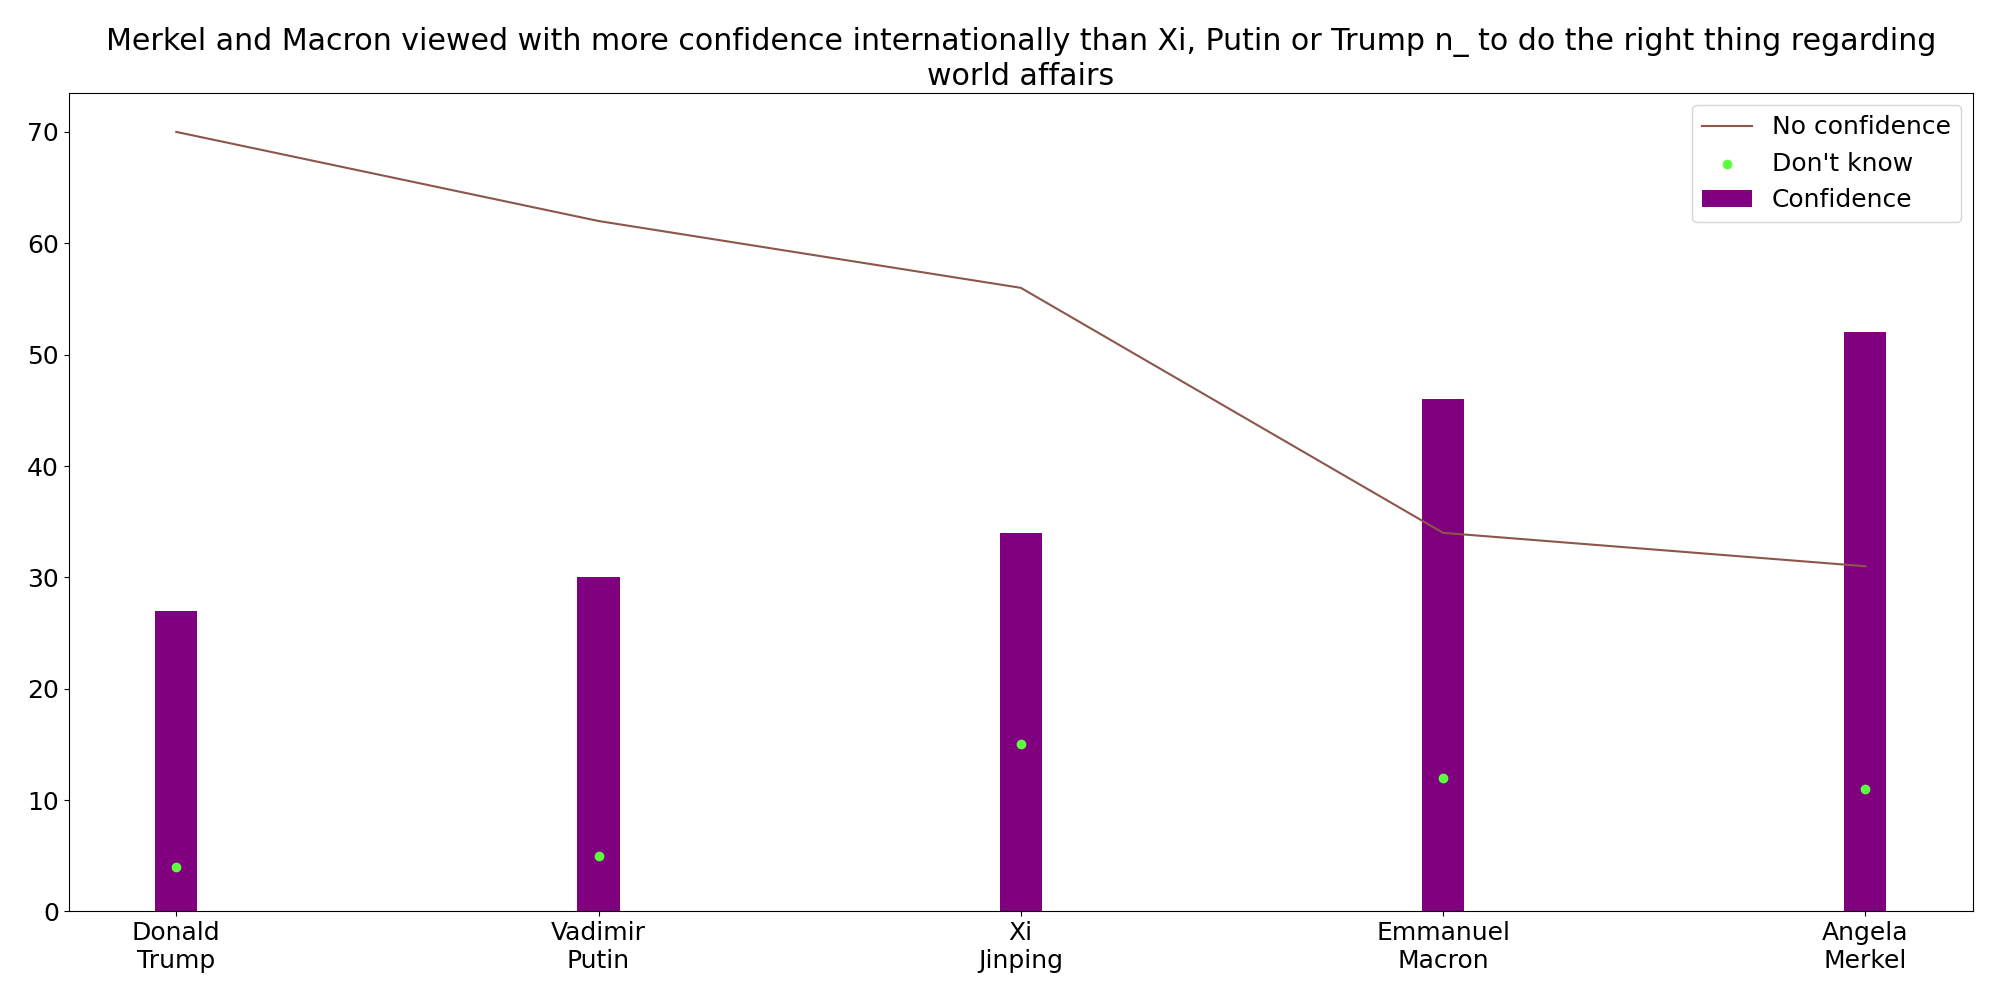 Merkel and Macron viewed with more confidence internationally than Xi, Putin or Trump n_ to do the right thing regarding
world affairs
70
60
50
40
30
20
10
0
No confidence
Don't know
Confidence
Donald
Trump
Vadimir
Putin
Xi
Jinping
Emmanuel
Macron
Angela
Merkel